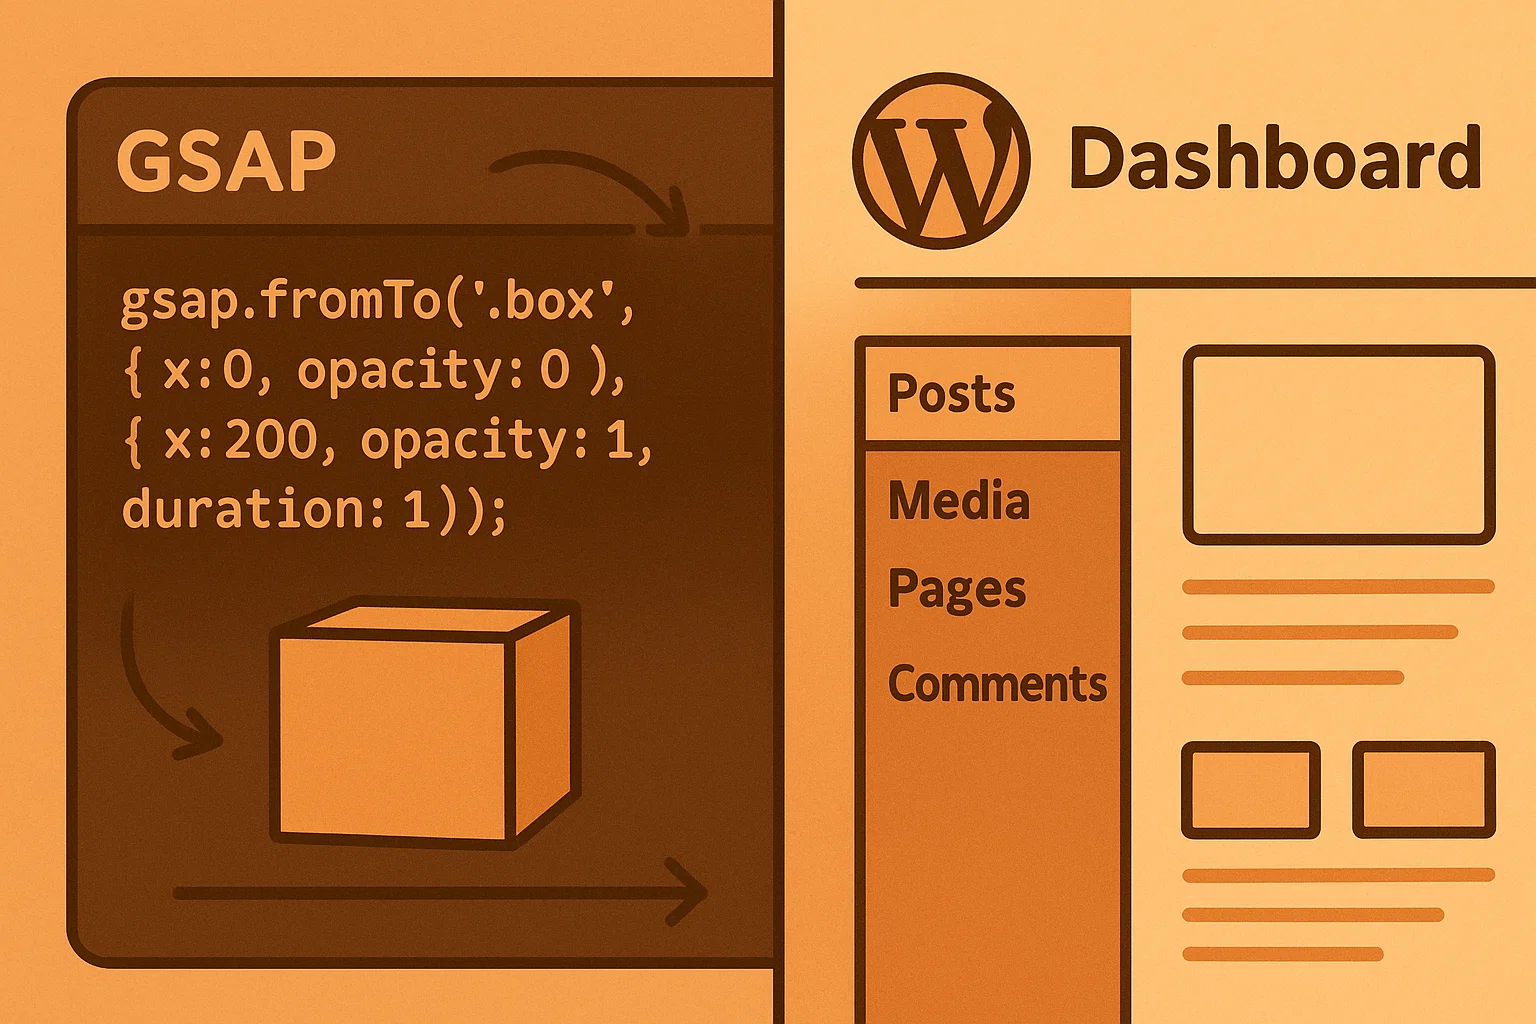 GSAP
gsap.fromTo('.box',
{ x:0, opacity: 0 ),
{ x: 200, opacity: 1,
duration: 1));
W Dashboard
Posts
Media
Pages
Comments